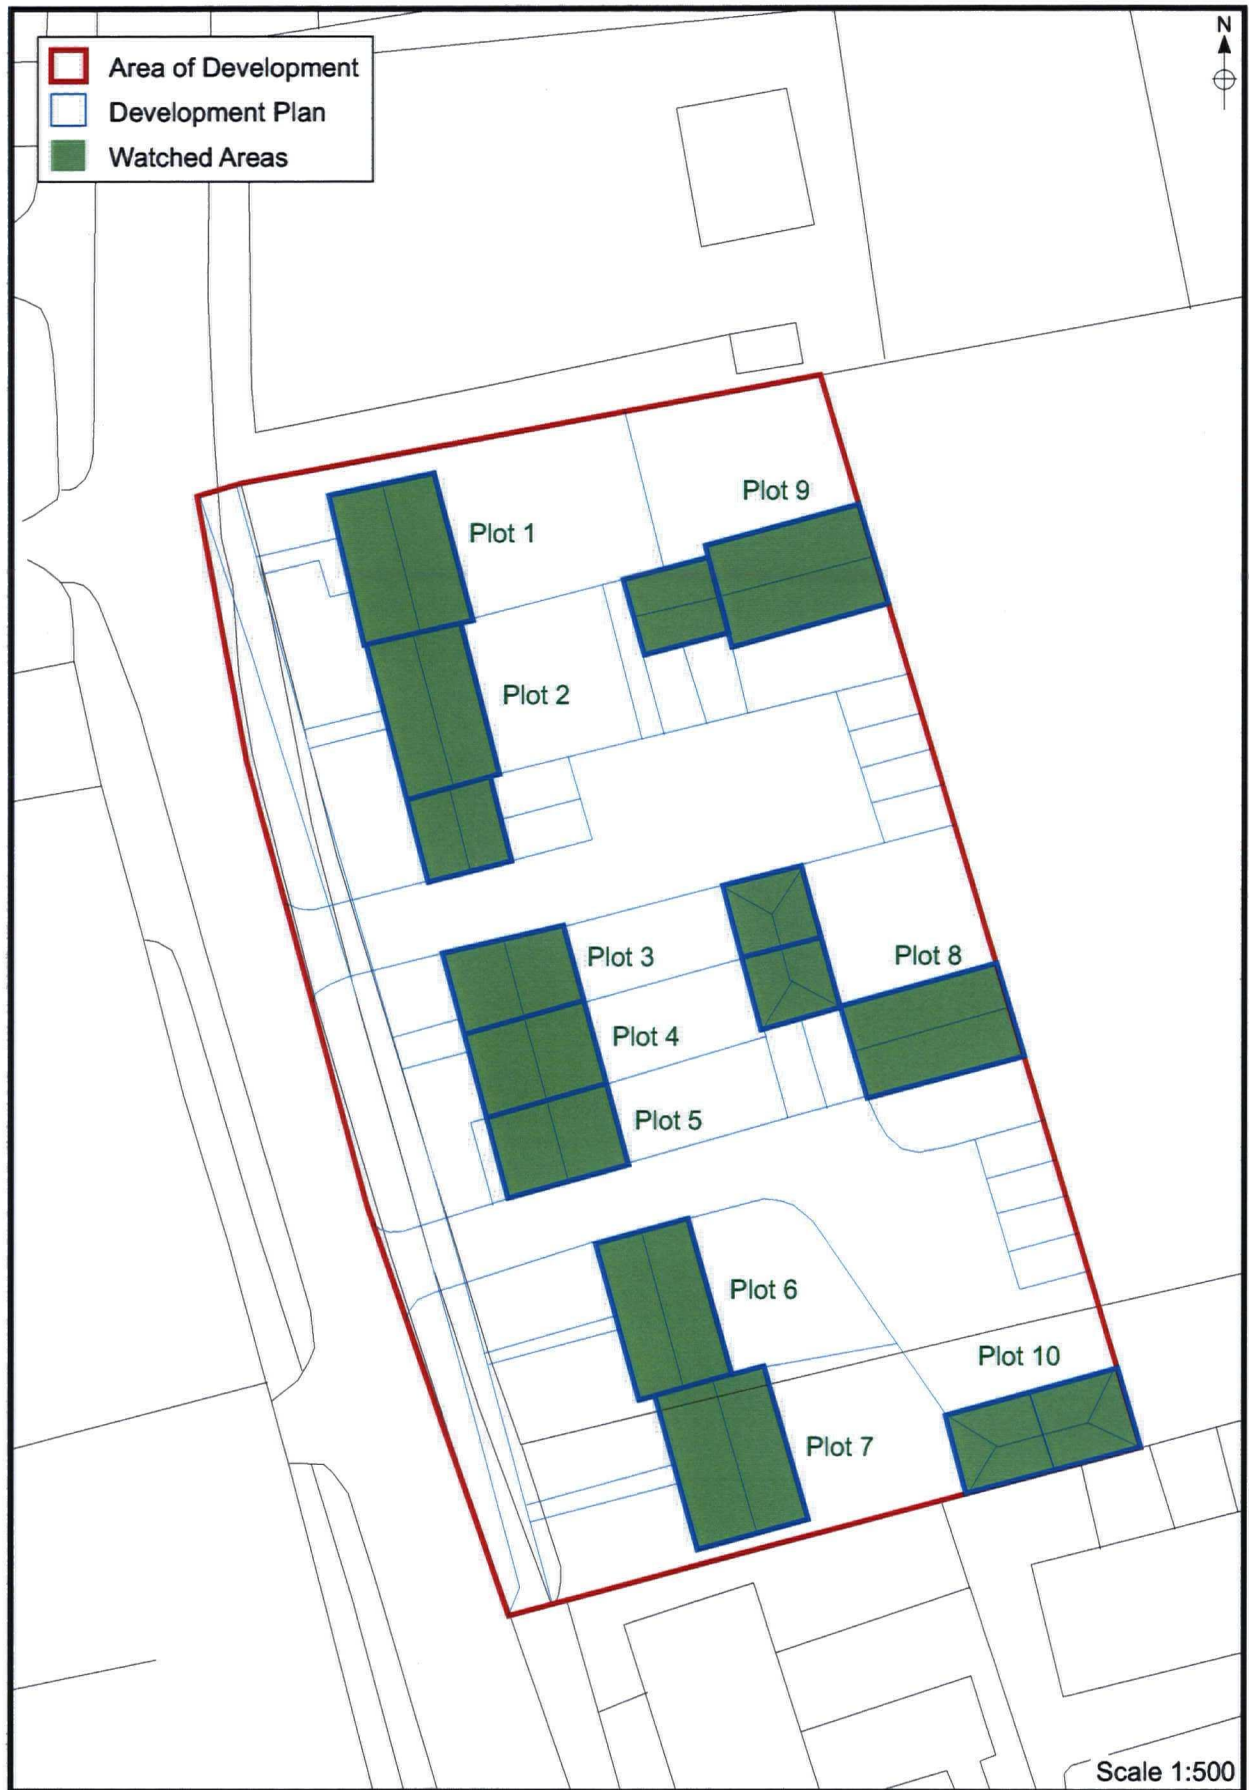 N
Area of Development
Development Plan
Watched Areas
Plot 9
Plot 1
Plot 2
Plot 8
Plot 3
Plot 4
Plot 5
Plot 6
Plot 10
Plot 7
Scale 1:500